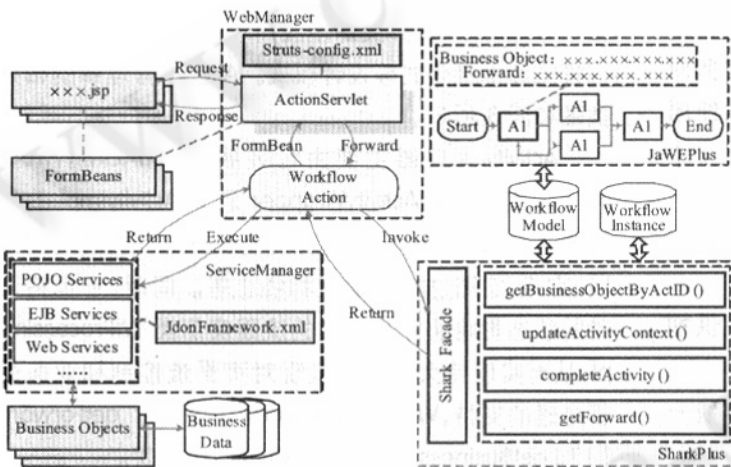 WebManager
Struts-config.xml
Request
×××.jsp
ActionServlet
Response
FormBean
Forward
FormBeans
Workflow
Action
Business Object: ×××.×××.×××.×××
Forward: ×××.×××.×××.×××
Start
A1
A1
A1
A1
End
JaWEPlus
Workflow
Model
Workflow
Instance
Return
Execute
Invoke
ServiceManager
POJO Services
EJB Services
Web Services
......
JdonFramework.xml
Return
Business Objects
Business
Data
Shark Facade
getBusinessObjectByActID()
updateActivityContext()
completeActivity()
getForward()
SharkPlus